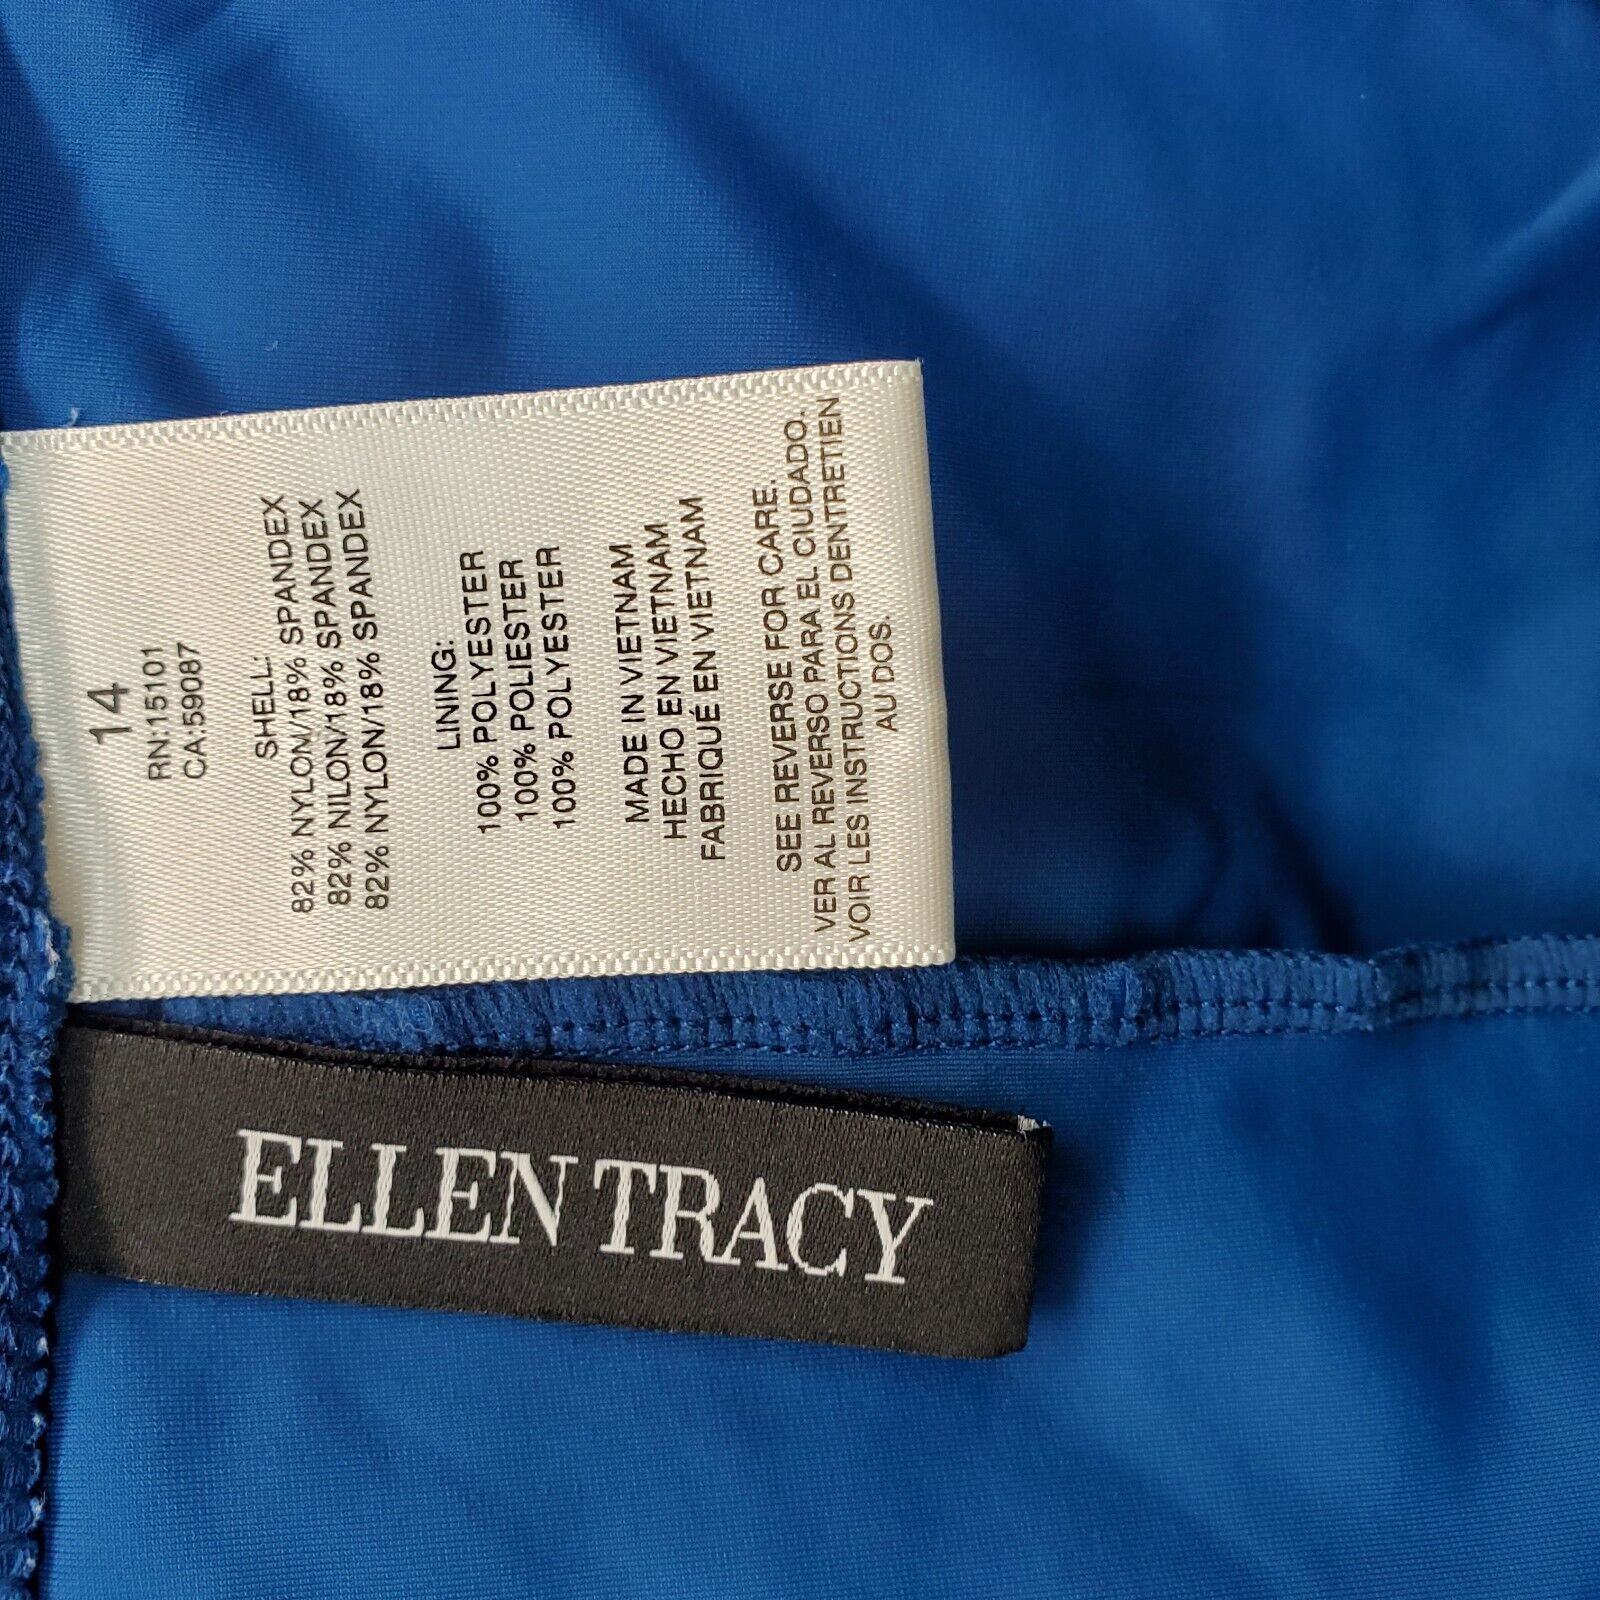 14
RN:15101
CA:59087
SHELL:
82% NYLON/18% SPANDEX
82% NILON/18% SPANDEX
82% NYLON/18% SPANDEX
LINING:
100% POLYESTER
100% POLIESTER
100% POLYESTER
MADE IN VIETNAM
HECHO EN VIETNAM
FABRIQUÉ EN VIETNAM
SEE REVERSE FOR CARE.
VER AL REVERSO PARA EL CIUDADO.
VOIR LES INSTRUCTIONS DENTRETIEN
AU DOS.
ELLEN TRACY